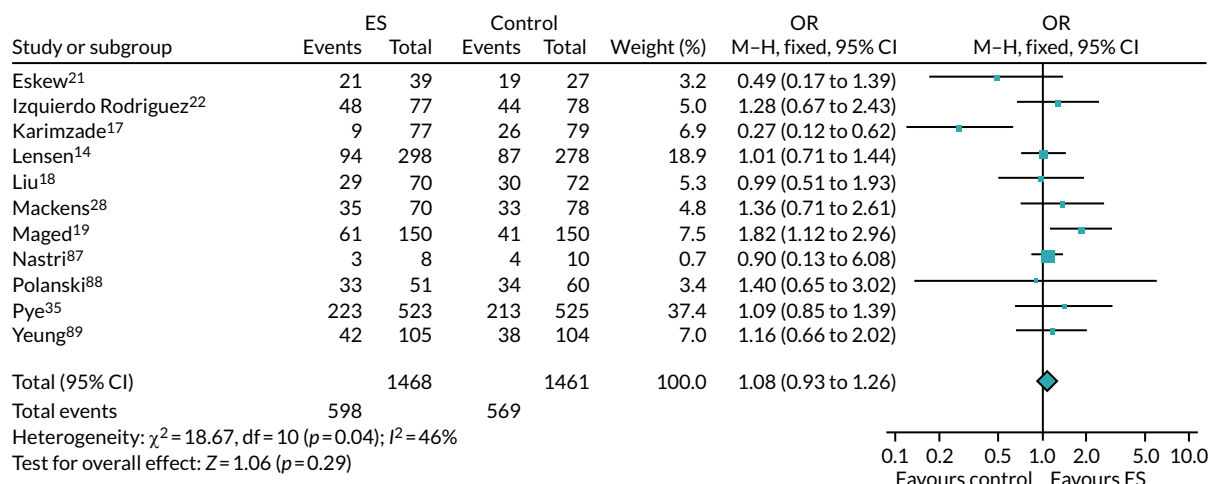 ES Control OR OR
Study or subgroup Events Total Events Total Weight (%) M–H, fixed, 95% CI M–H, fixed, 95% CI
Eskew21 21 39 19 27 3.2 0.49 (0.17 to 1.39)
Izquierdo Rodriguez22 48 77 44 78 5.0 1.28 (0.67 to 2.43)
Karimzade17 9 77 26 79 6.9 0.27 (0.12 to 0.62)
Lensen14 94 298 87 278 18.9 1.01 (0.71 to 1.44)
Liu18 29 70 30 72 5.3 0.99 (0.51 to 1.93)
Mackens28 35 70 33 78 4.8 1.36 (0.71 to 2.61)
Maged19 61 150 41 150 7.5 1.82 (1.12 to 2.96)
Nastri87 3 8 4 10 0.7 0.90 (0.13 to 6.08)
Polanski88 33 51 34 60 3.4 1.40 (0.65 to 3.02)
Pye35 223 523 213 525 37.4 1.09 (0.85 to 1.39)
Yeung89 42 105 38 104 7.0 1.16 (0.66 to 2.02)
Total (95% CI) 1468 1461 100.0 1.08 (0.93 to 1.26)
Total events 598 569
Heterogeneity: χ2 = 18.67, df = 10 (p = 0.04); I2 = 46%
Test for overall effect: Z = 1.06 (p = 0.29)
0.1 0.2 0.5 1.0 2.0 5.0 10.0
Favours control Favours ES